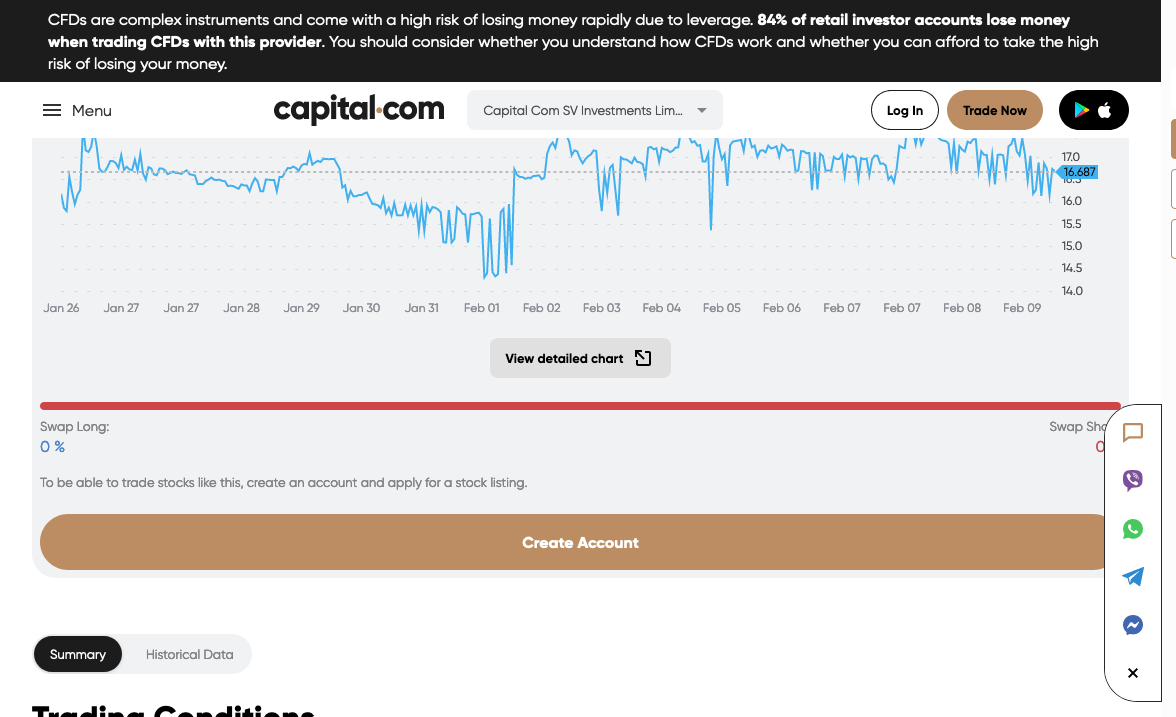 CFDs are complex instruments and come with a high risk of losing money rapidly due to leverage. 84% of retail investor accounts lose money
when trading CFDs with this provider. You should consider whether you understand how CFDs work and whether you can afford to take the high
risk of losing your money.
Menu
capital.com
Capital Com SV Investments Lim...
Log In
Trade Now
17.0
16.687
16.5
16.0
15.5
15.0
14.5
14.0
Jan 26 Jan 27 Jan 27 Jan 28 Jan 29 Jan 30 Jan 31 Feb 01 Feb 02 Feb 03 Feb 04 Feb 05 Feb 06 Feb 07 Feb 07 Feb 08 Feb 09
View detailed chart
Swap Long:
Swap
0 %
0
To be able to trade stocks like this, create an account and apply for a stock listing.
Create Account
Summary
Historical Data
Trading Conditions